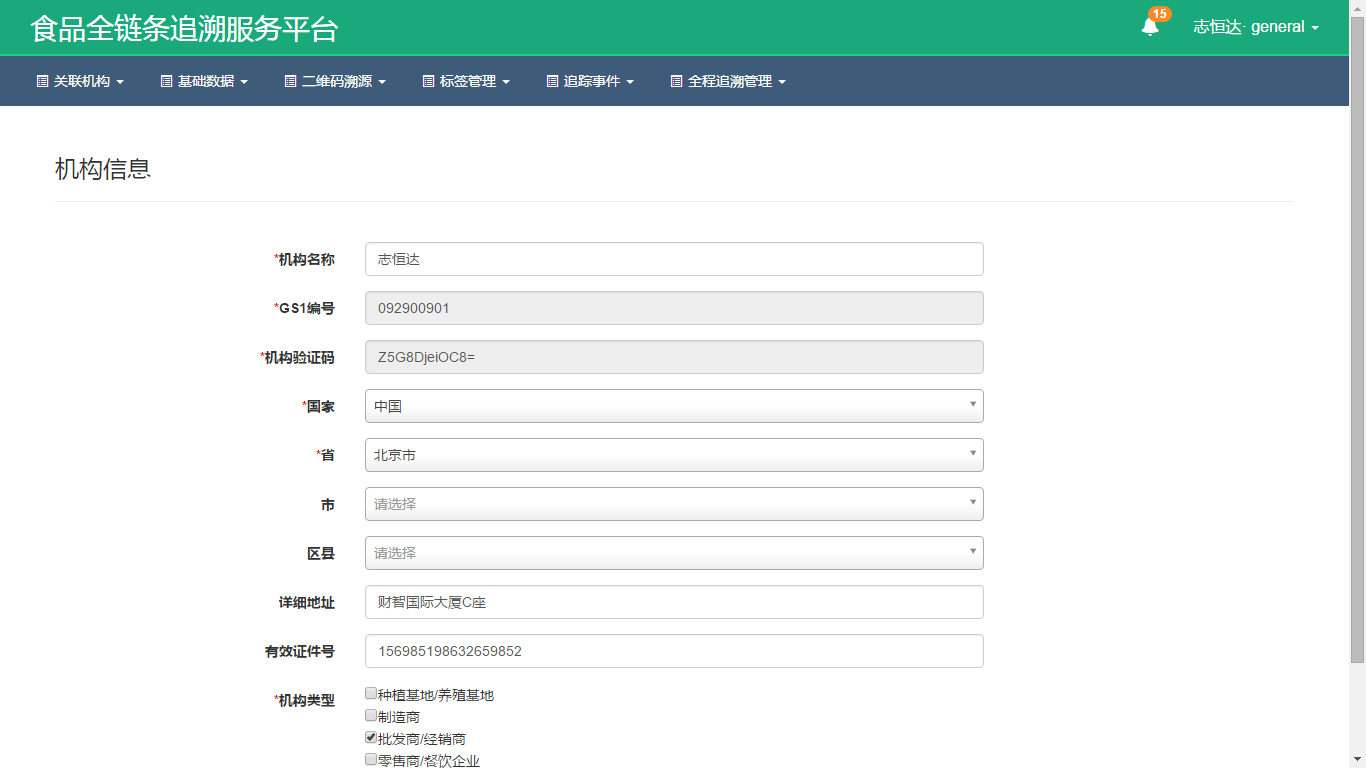 食品全链条追溯服务平台
15
志恒达· general
关联机构 基础数据 二维码溯源 标签管理 追踪事件 全程追溯管理
机构信息
*机构名称 志恒达
*GS1编号 092900901
*机构验证码 Z5G8DjeiOC8=
*国家 中国
*省 北京市
市 请选择
区县 请选择
详细地址 财智国际大厦C座
有效证件号 156985198632659852
*机构类型 种植基地/养殖基地
制造商
批发商/经销商
零售商/餐饮企业